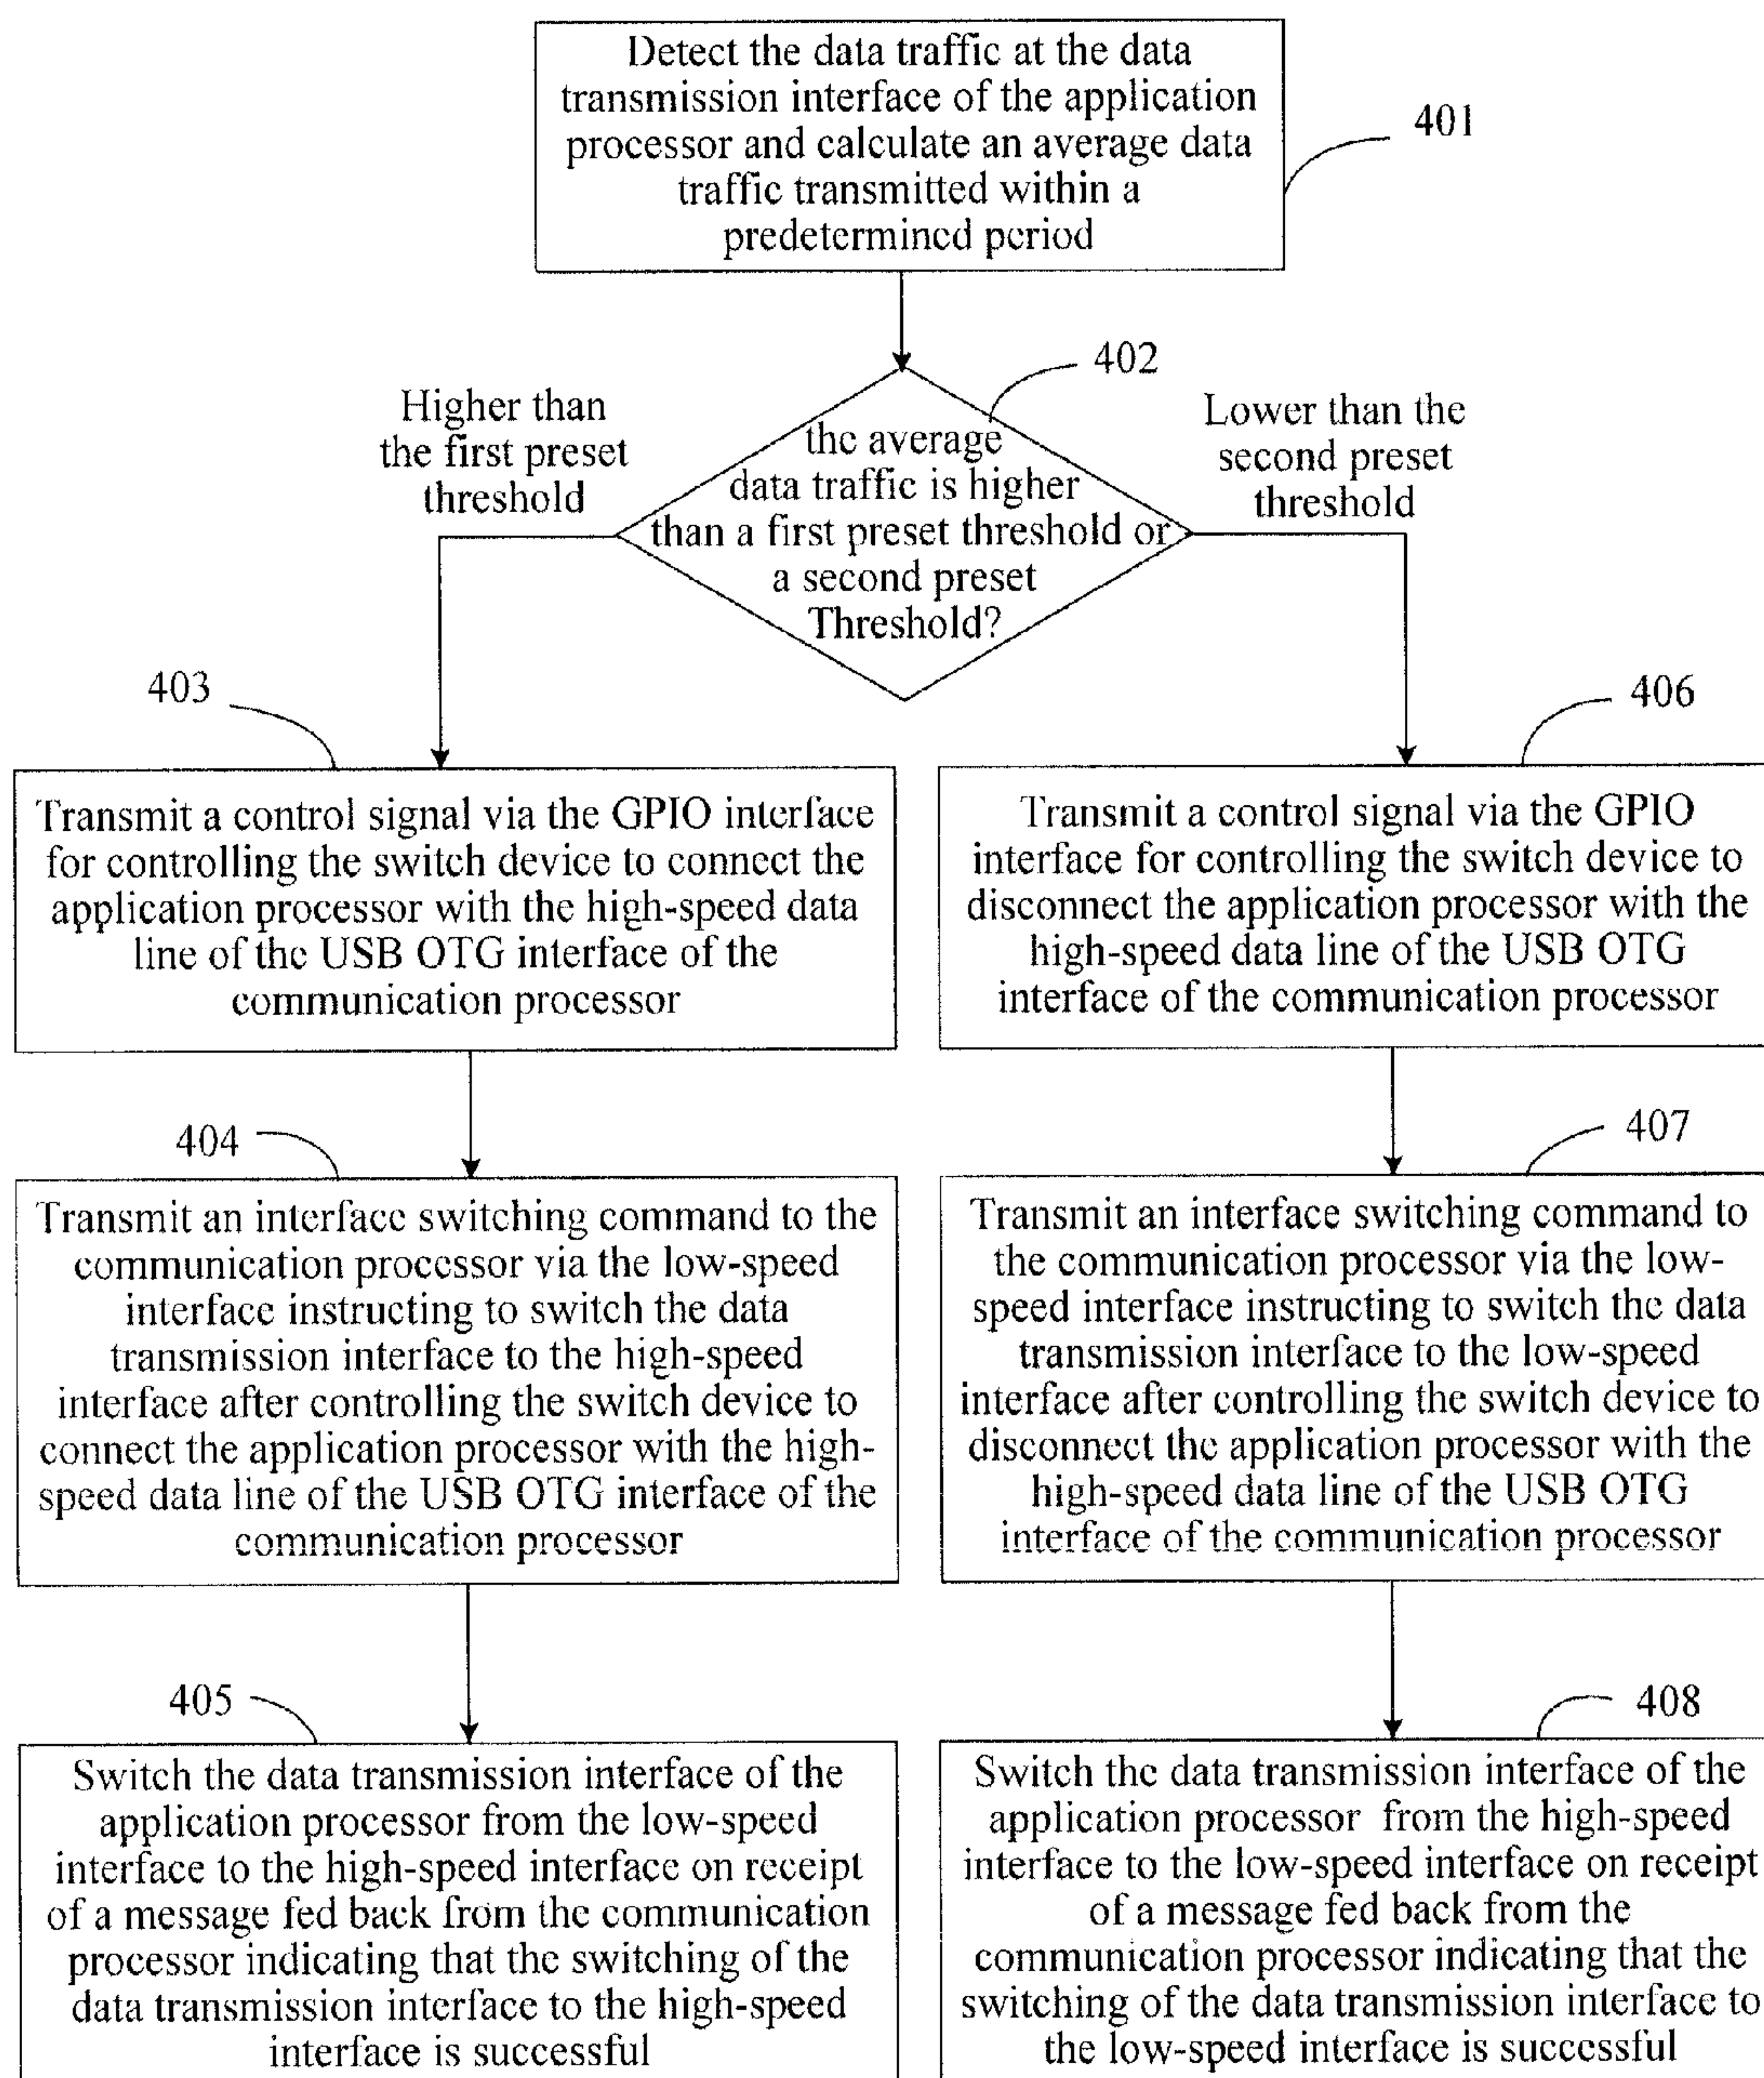 Detect the data traffic at the data
transmission interface of the application
processor and calculate an average data
traffic transmitted within a
predetermined period
401
402
Higher than
the first preset
threshold
the average
data traffic is higher
than a first preset threshold or
a second preset
Threshold?
Lower than the
second preset
threshold
403
Transmit a control signal via the GPIO interface
for controlling the switch device to connect the
application processor with the high-speed data
line of the USB OTG interface of the
communication processor
406
Transmit a control signal via the GPIO
interface for controlling the switch device to
disconnect the application processor with the
high-speed data line of the USB OTG
interface of the communication processor
404
Transmit an interface switching command to the
communication processor via the low-speed
interface instructing to switch the data
transmission interface to the high-speed
interface after controlling the switch device to
connect the application processor with the high-
speed data line of the USB OTG interface of the
communication processor
407
Transmit an interface switching command to
the communication processor via the low-
speed interface instructing to switch the data
transmission interface to the low-speed
interface after controlling the switch device to
disconnect the application processor with the
high-speed data line of the USB OTG
interface of the communication processor
405
Switch the data transmission interface of the
application processor from the low-speed
interface to the high-speed interface on receipt
of a message fed back from the communication
processor indicating that the switching of the
data transmission interface to the high-speed
interface is successful
408
Switch the data transmission interface of the
application processor from the high-speed
interface to the low-speed interface on receipt
of a message fed back from the
communication processor indicating that the
switching of the data transmission interface to
the low-speed interface is successful